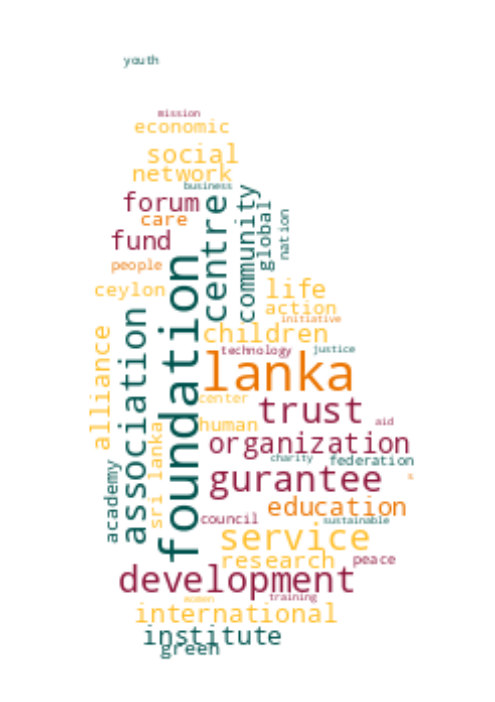 youth
mission
economic
social
network
business
forum
care
fund
people
ceylon
centre
community
global
nation
life
action
initiative
children
technology
justice
foundation
association
alliance
lanka
center
trust
aid
human
organization
charity
federation
sri lanka
academy
gurantee
s
education
council
sustainable
service
research
peace
development
women
training
international
institute
green